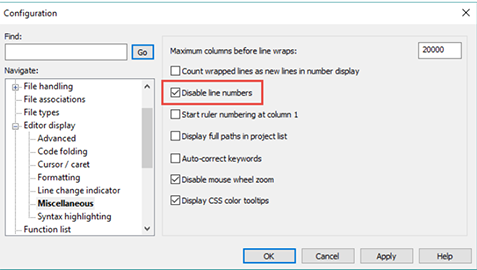 Configuration
Find:
Go
Navigate:
File handling
File associations
File types
Editor display
Advanced
Code folding
Cursor / caret
Formatting
Line change indicator
Miscellaneous
Syntax highlighting
Function list
Maximum columns before line wraps: 20000
Count wrapped lines as new lines in number display
Disable line numbers
Start ruler numbering at column 1
Display full paths in project list
Auto-correct keywords
Disable mouse wheel zoom
Display CSS color tooltips
OK Cancel Apply Help